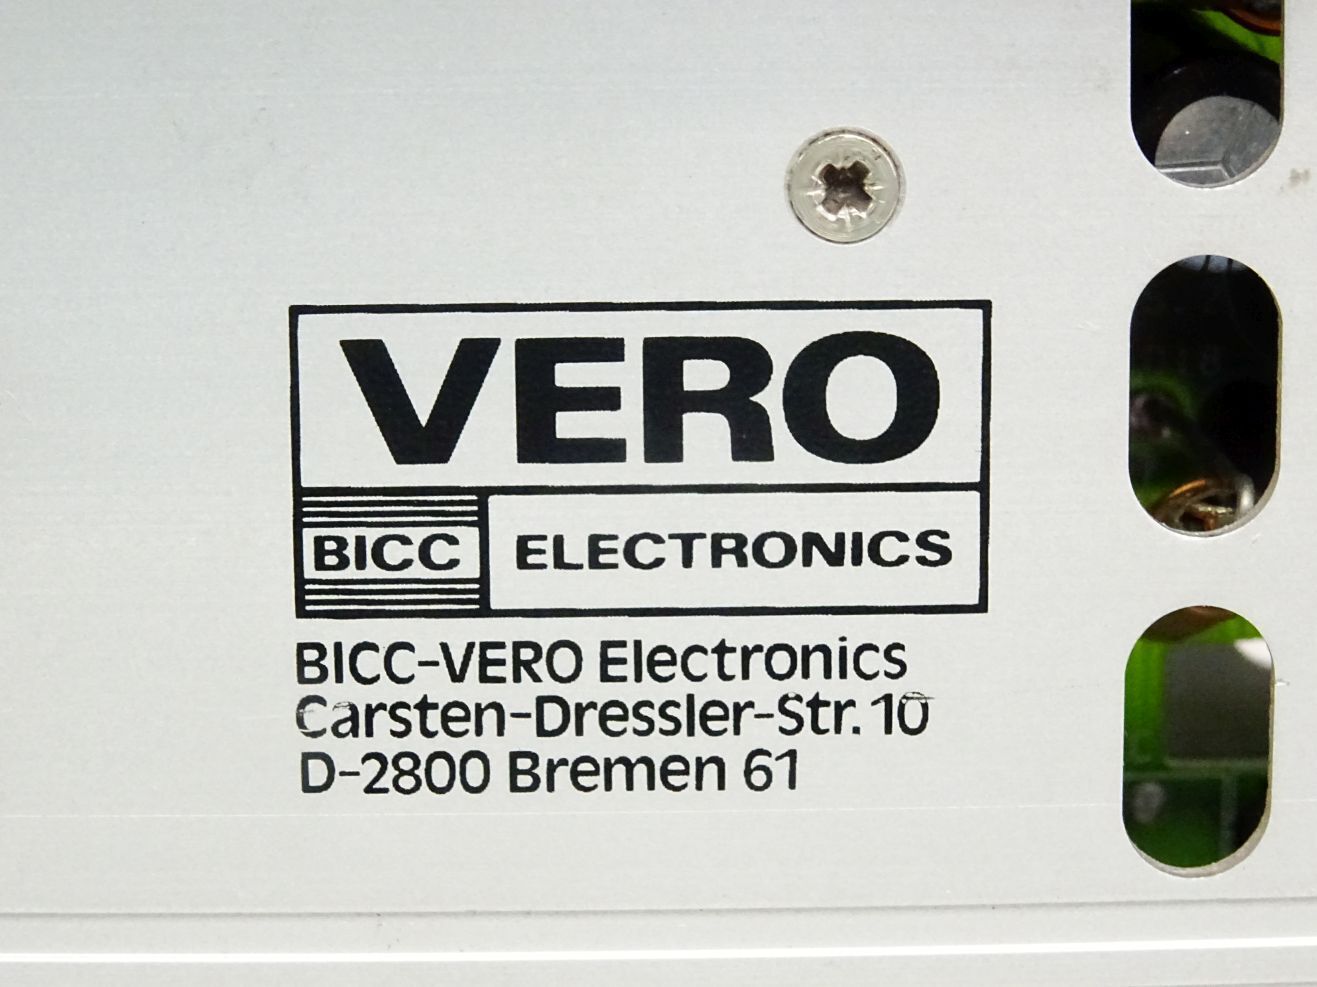 VERO
BICC ELECTRONICS
BICC-VERO Electronics
Carsten-Dressler-Str. 10
D-2800 Bremen 61